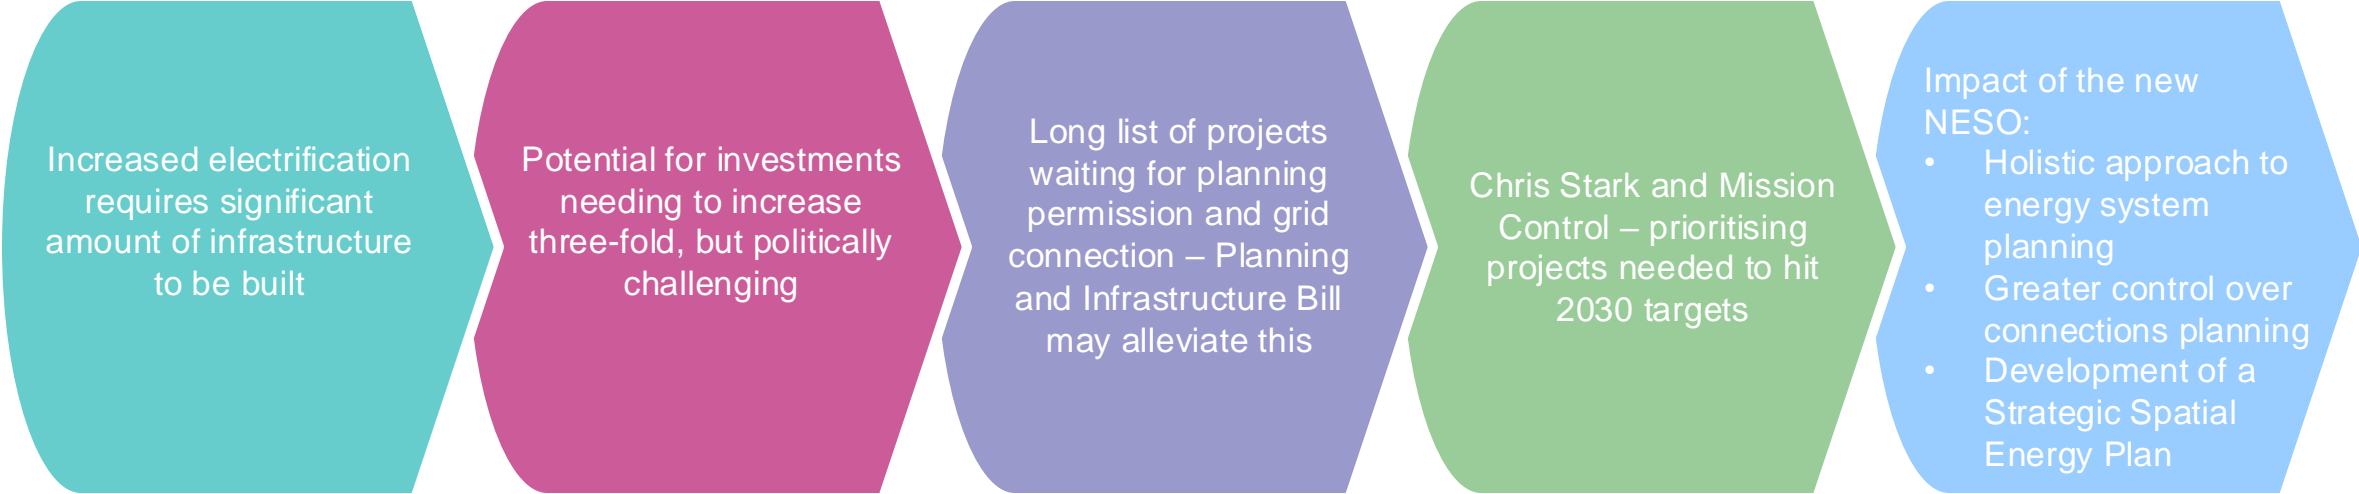 Increased electrification
requires significant
amount of infrastructure
to be built
Potential for investments
needing to increase
three-fold, but politically
challenging
Long list of projects
waiting for planning
permission and grid
connection – Planning
and Infrastructure Bill
may alleviate this
Chris Stark and Mission
Control – prioritising
projects needed to hit
2030 targets
Impact of the new
NESO:
• Holistic approach to
energy system
planning
• Greater control over
connections planning
• Development of a
Strategic Spatial
Energy Plan